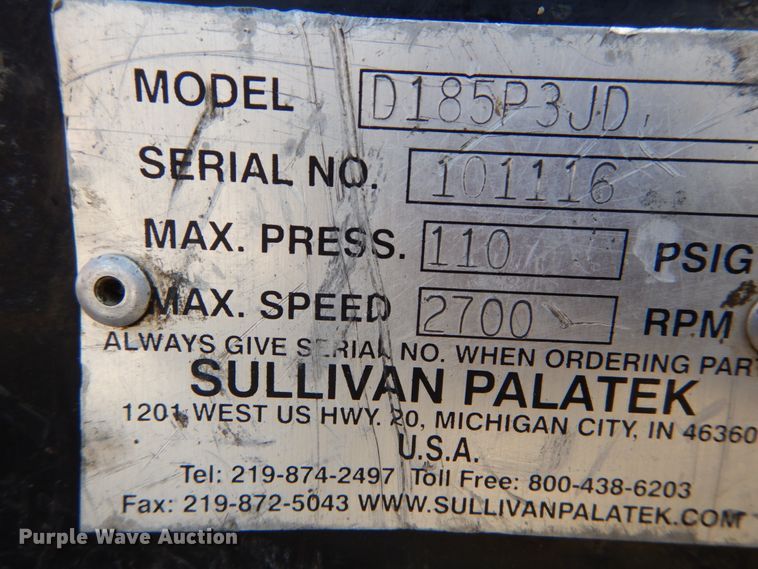 MODEL D185P3JD
SERIAL NO. 101116
MAX. PRESS. 110 PSIG
MAX. SPEED 2700 RPM
ALWAYS GIVE SERIAL NO. WHEN ORDERING PART
SULLIVAN PALATEK
1201 WEST US HWY. 20, MICHIGAN CITY, IN 46360
U.S.A.
Tel: 219-874-2497 Toll Free: 800-438-6203
Fax: 219-872-5043 WWW.SULLIVANPALATEK.COM
Purple Wave Auction